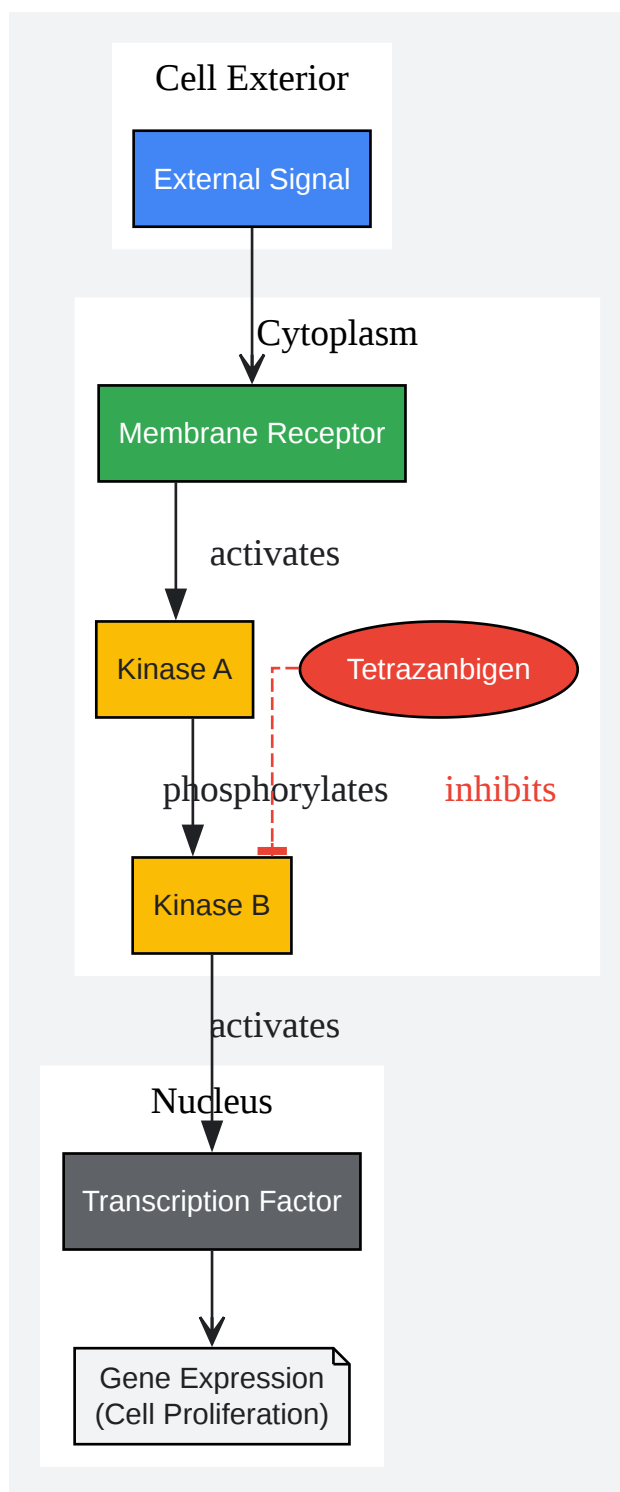 Cell Exterior
External Signal
Cytoplasm
Membrane Receptor
activates
Kinase A
Tetrazanbigen
phosphorylates
inhibits
Kinase B
activates
Nucleus
Transcription Factor
Gene Expression
(Cell Proliferation)